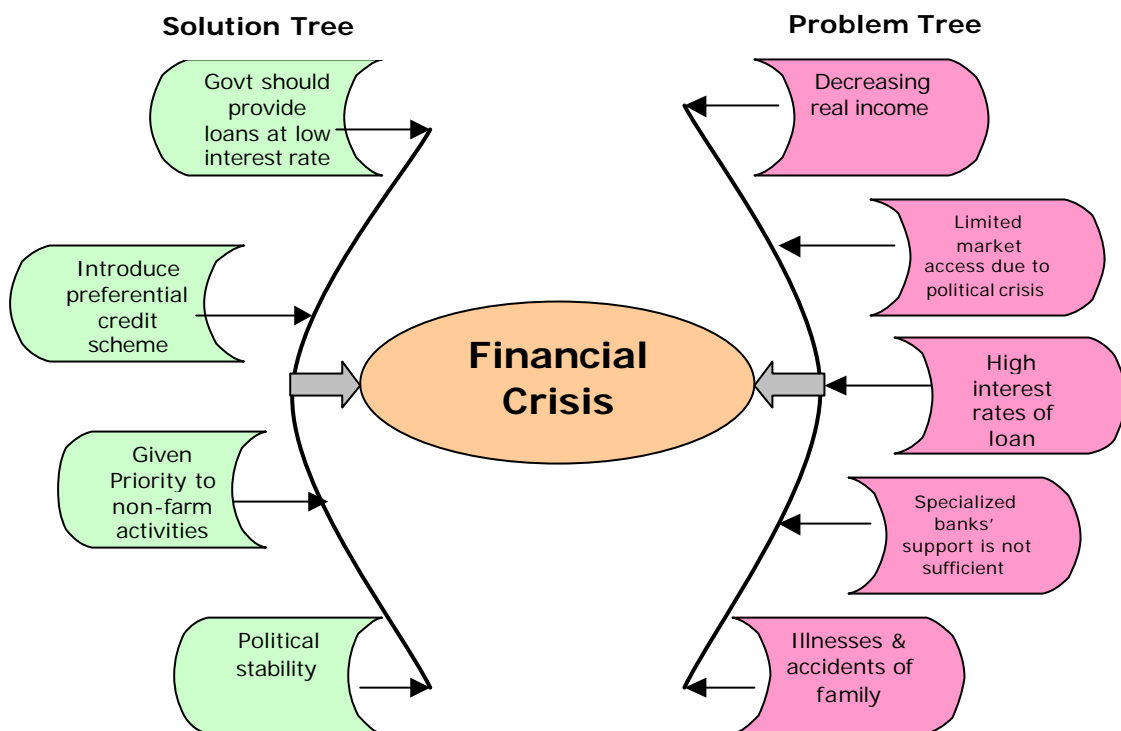 Solution Tree
Govt should
provide
loans at low
interest rate
Introduce
preferential
credit
scheme
Given
Priority to
non-farm
activities
Political
stability
Financial
Crisis
Problem Tree
Decreasing
real income
Limited
market
access due to
political crisis
High
interest
rates of
loan
Specialized
banks’
support is not
sufficient
Illnesses &
accidents of
family